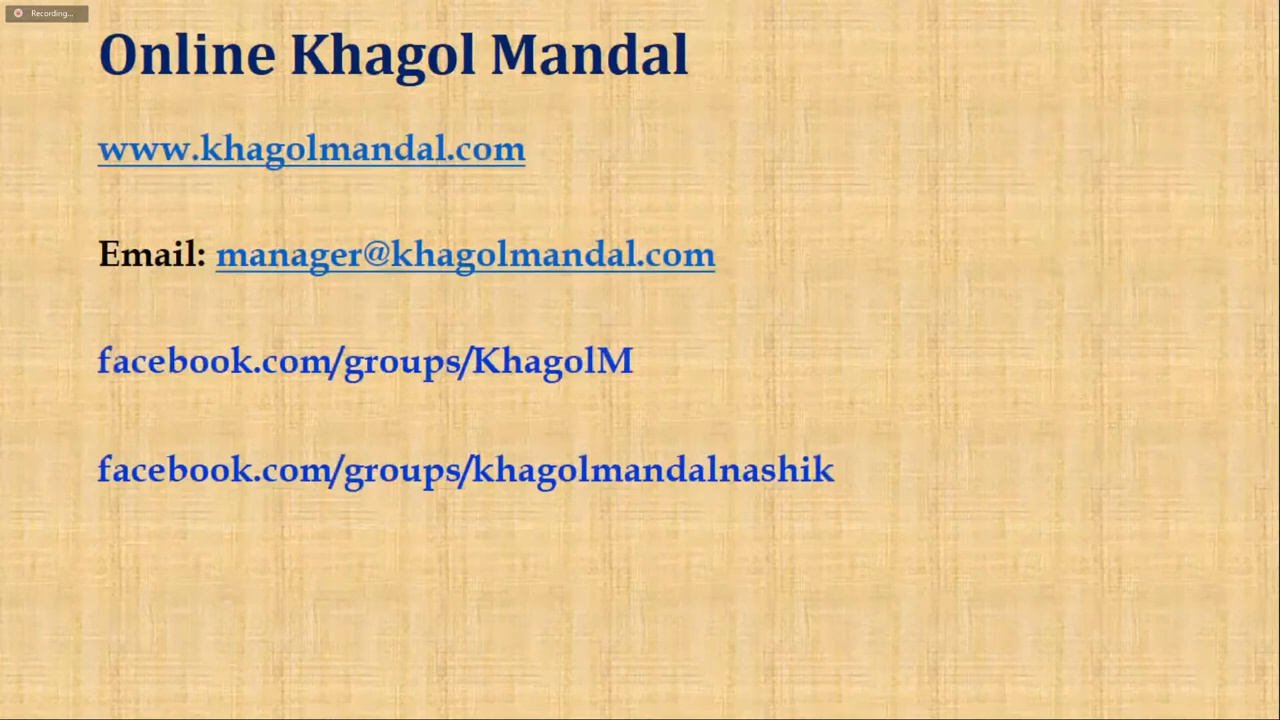 Recording...
Online Khagol Mandal
www.khagolmandal.com
Email: manager@khagolmandal.com
facebook.com/groups/KhagolM
facebook.com/groups/khagolmandalnashik